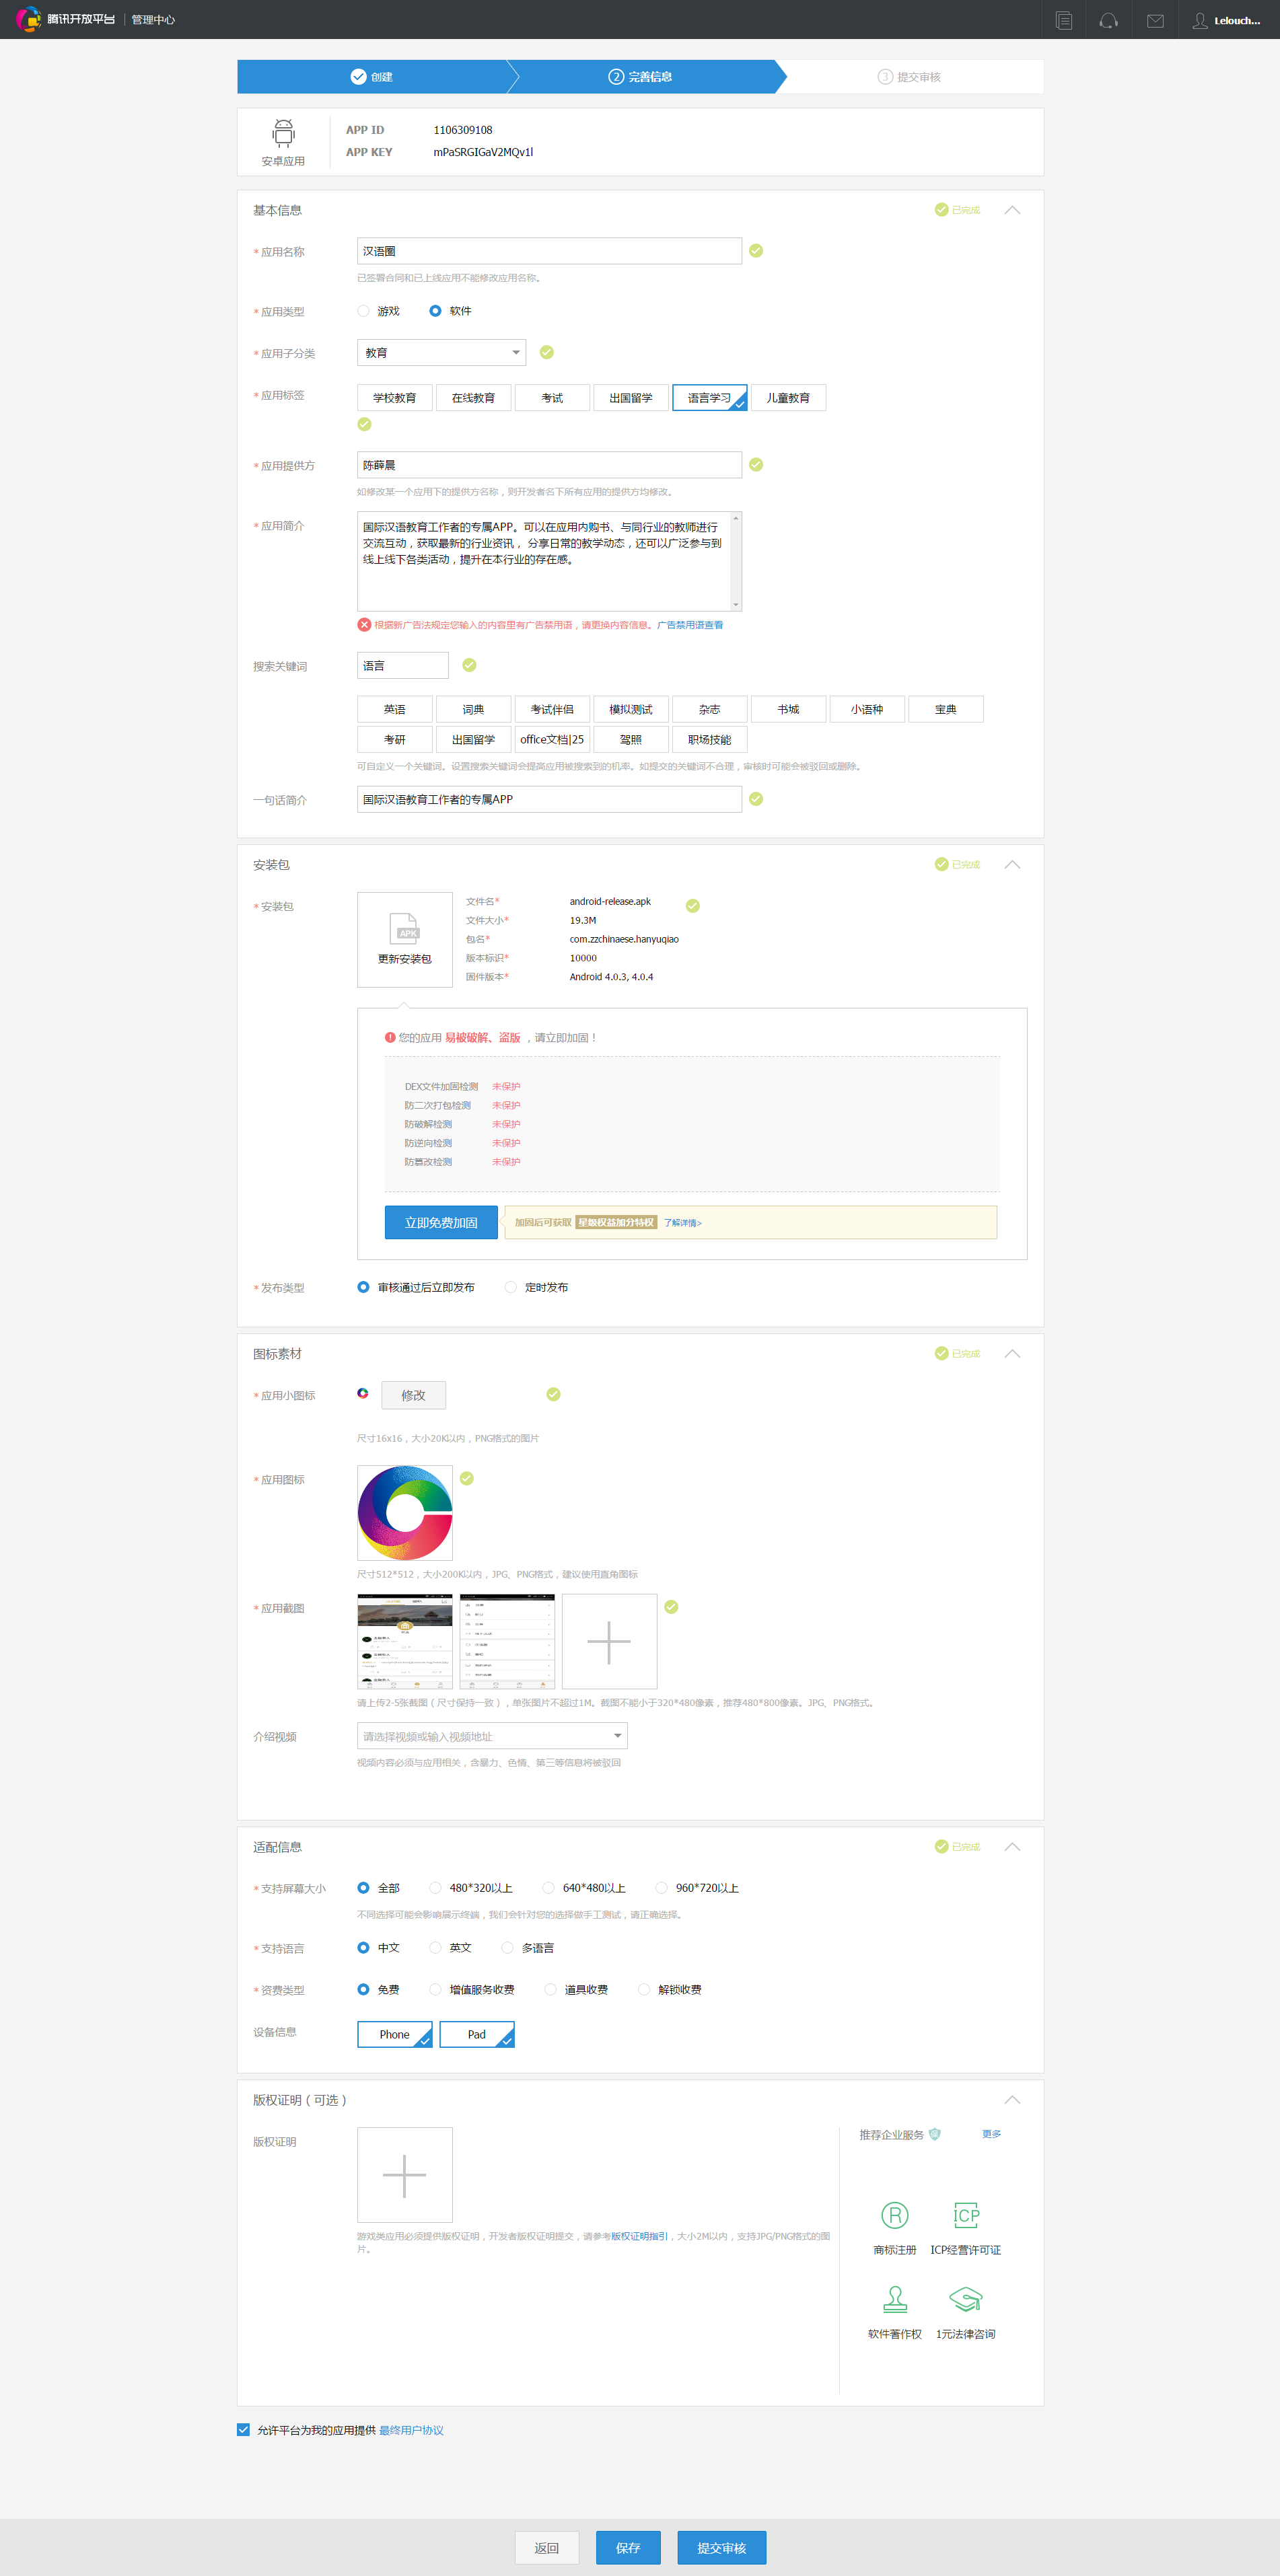 腾讯开放平台 管理中心 Lelouch...
创建 2 完善信息 3 提交审核
安卓应用
APP ID 1106309108
APP KEY mPaSRGIGaV2MQv1l
基本信息 已完成
*应用名称 汉语圈
已签署合同和已上线应用不能修改应用名称。
*应用类型 游戏 软件
*应用子分类 教育
*应用标签 学校教育 在线教育 考试 出国留学 语言学习 儿童教育
*应用提供方 陈薛晨
如修改某一个应用下的提供方名称，则开发者名下所有应用的提供方均修改。
*应用简介 国际汉语教育工作者的专属APP。可以在应用内购书、与同行业的教师进行
交流互动，获取最新的行业资讯， 分享日常的教学动态，还可以广泛参与到
线上线下各类活动，提升在本行业的存在感。
根据新广告法规定您输入的内容里有广告禁用语，请更换内容信息。广告禁用语查看
搜索关键词 语言
英语 词典 考试伴侣 模拟测试 杂志 书城 小语种 宝典
考研 出国留学 office文档|25 驾照 职场技能
可自定义一个关键词。设置搜索关键词会提高应用被搜索到的机率。如提交的关键词不合理，审核时可能会被驳回或删除。
一句话简介 国际汉语教育工作者的专属APP
安装包 已完成
*安装包
APK
更新安装包
文件名* android-release.apk
文件大小* 19.3M
包名* com.zzchinaese.hanyuqiao
版本标识* 10000
固件版本* Android 4.0.3, 4.0.4
您的应用 易被破解、盗版 ，请立即加固！
DEX文件加固检测 未保护
防二次打包检测 未保护
防破解检测 未保护
防逆向检测 未保护
防篡改检测 未保护
立即免费加固 加固后可获取 星级权益加分特权 了解详情>
*发布类型 审核通过后立即发布 定时发布
图标素材 已完成
*应用小图标 修改
尺寸16x16，大小20K以内，PNG格式的图片
*应用图标
尺寸512*512，大小200K以内，JPG、PNG格式，建议使用直角图标
*应用截图
请上传2-5张截图（尺寸保持一致），单张图片不超过1M。截图不能小于320*480像素，推荐480*800像素。JPG、PNG格式。
介绍视频 请选择视频或输入视频地址
视频内容必须与应用相关，含暴力、色情、第三等信息将被驳回
适配信息 已完成
*支持屏幕大小 全部 480*320以上 640*480以上 960*720以上
不同选择可能会影响展示终端，我们会针对您的选择做手工测试，请正确选择。
*支持语言 中文 英文 多语言
*资费类型 免费 增值服务收费 道具收费 解锁收费
设备信息 Phone Pad
版权证明（可选）
版权证明
游戏类应用必须提供版权证明，开发者版权证明提交，请参考版权证明指引，大小2M以内，支持JPG/PNG格式的图
片。
推荐企业服务 更多
R ICP
商标注册 ICP经营许可证
软件著作权 1元法律咨询
允许平台为我的应用提供 最终用户协议
返回 保存 提交审核